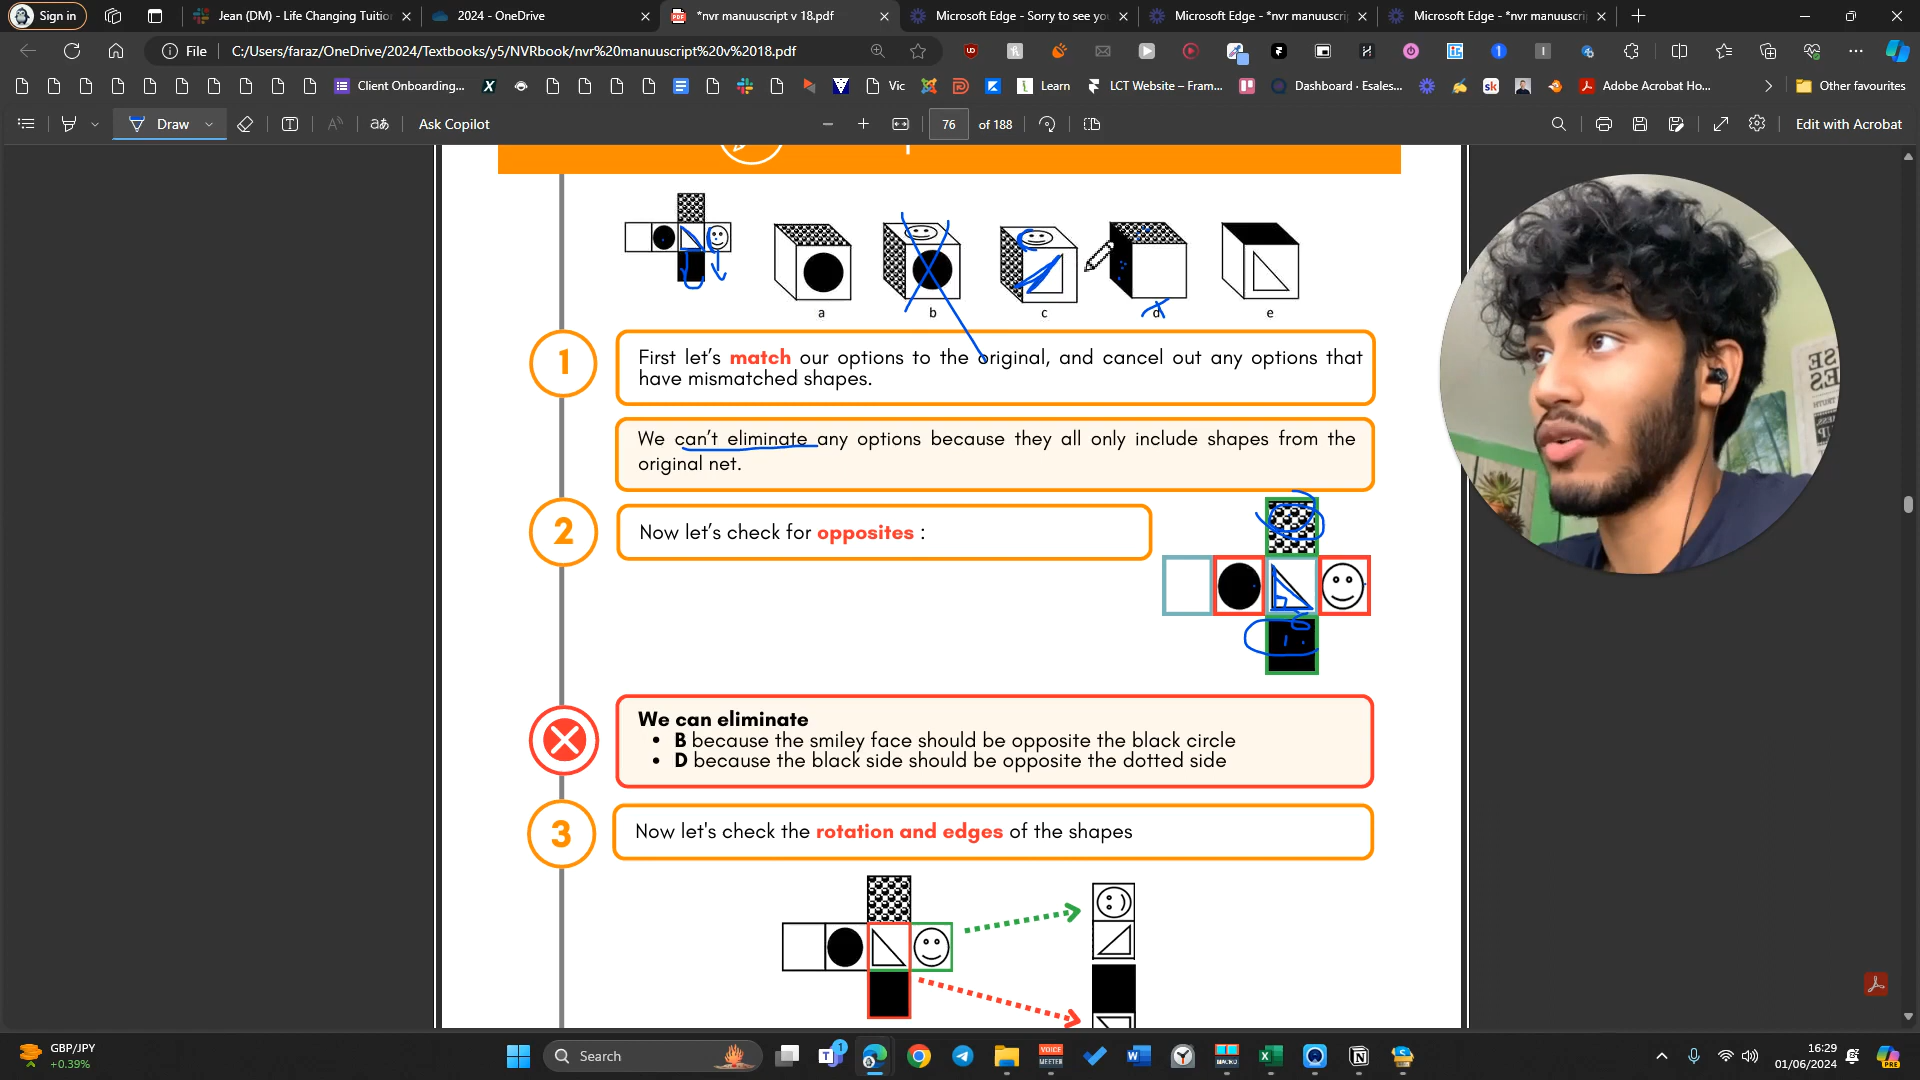 Sign in
Jean (DM) - Life Changing Tuitio
2024 - OneDrive
*nvr manuuscript v 18.pdf
Microsoft Edge - Sorry to see yo
Microsoft Edge - *nvr manuuscri
Microsoft Edge - *nvr manuuscri
File
C:/Users/faraz/OneDrive/2024/Textbooks/y5/NVRbook/nvr%20manuuscript%20v%2018.pdf
Client Onboarding...
Vic
Learn
LCT Website – Fram...
Dashboard · Esales...
Adobe Acrobat Ho...
Other favourites
Draw
Ask Copilot
76
of 188
Edit with Acrobat
a
b
c
d
e
1
First let's match our options to the original, and cancel out any options that
have mismatched shapes.
We can't eliminate any options because they all only include shapes from the
original net.
2
Now let's check for opposites :
We can eliminate
• B because the smiley face should be opposite the black circle
• D because the black side should be opposite the dotted side
3
Now let's check the rotation and edges of the shapes
GBP/JPY
+0.39%
Search
16:29
01/06/2024